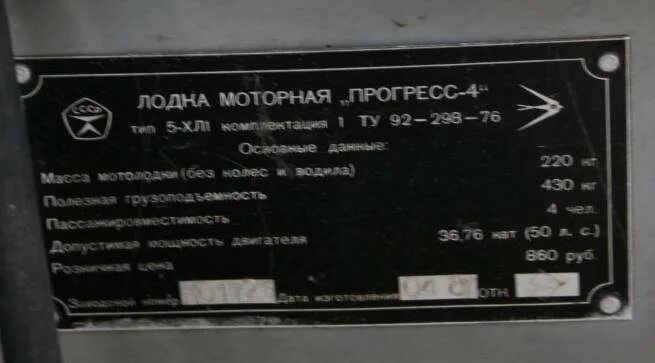 СССР
ЛОДКА МОТОРНАЯ „ПРОГРЕСС-4"
тип 5-ХЛ1 комплектация 1 ТУ 92-298-76
Основные данные:
Масса мотолодки (без колес и водила) 220 кг
Полезная грузоподъемность 430 кг
Пассажировместимость 4 чел.
Допустимая мощность двигателя 36,76 квт (50 л. с.)
Розничная цена 860 руб.
Заводской номер Дата изготовления ОТК